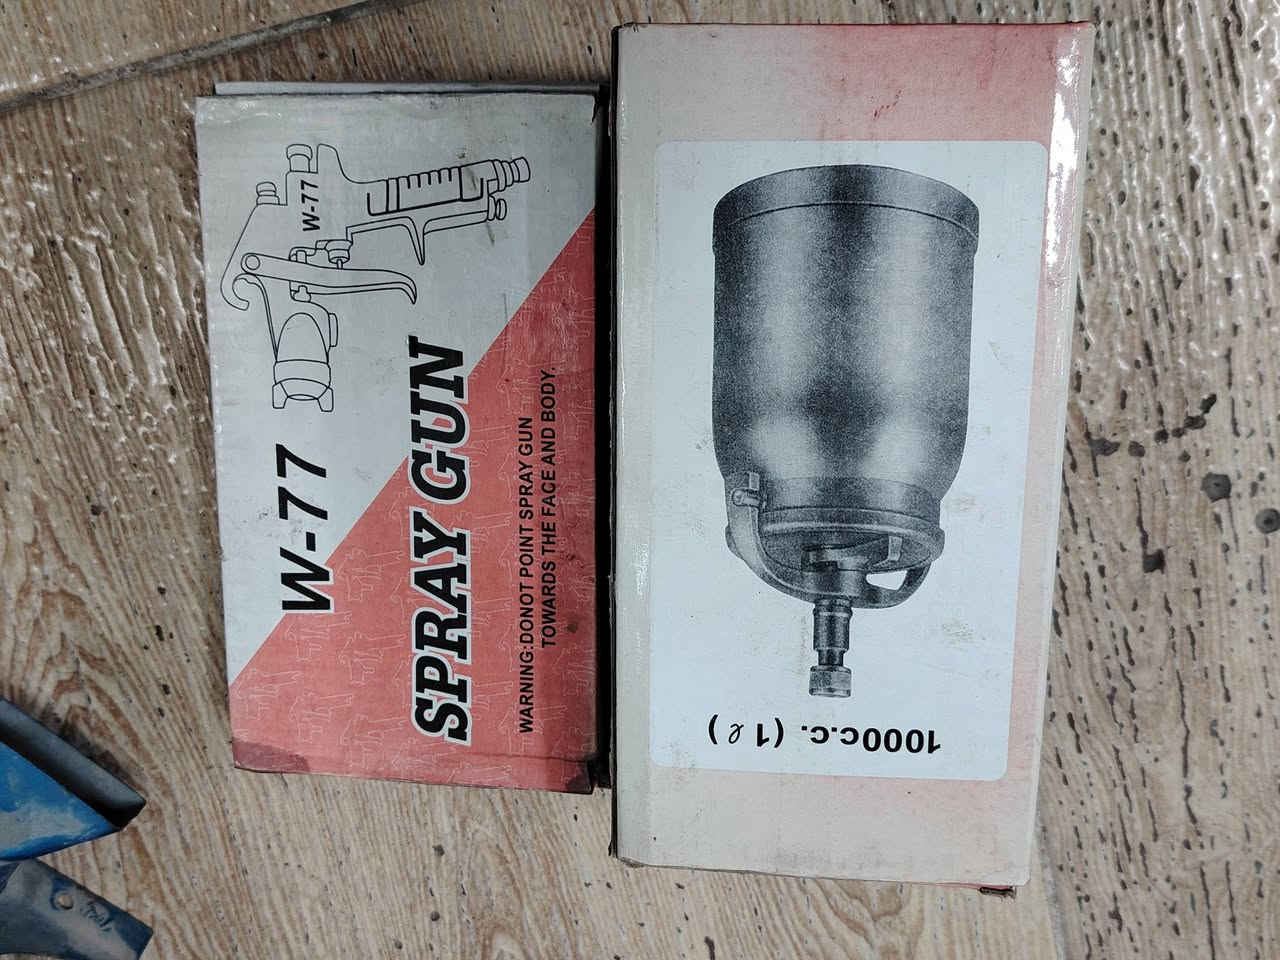 W-77
W-77
SPRAY GUN
WARNING:DONOT POINT SPRAY GUN
TOWARDS THE FACE AND BODY.
1000c.c. (1ℓ)